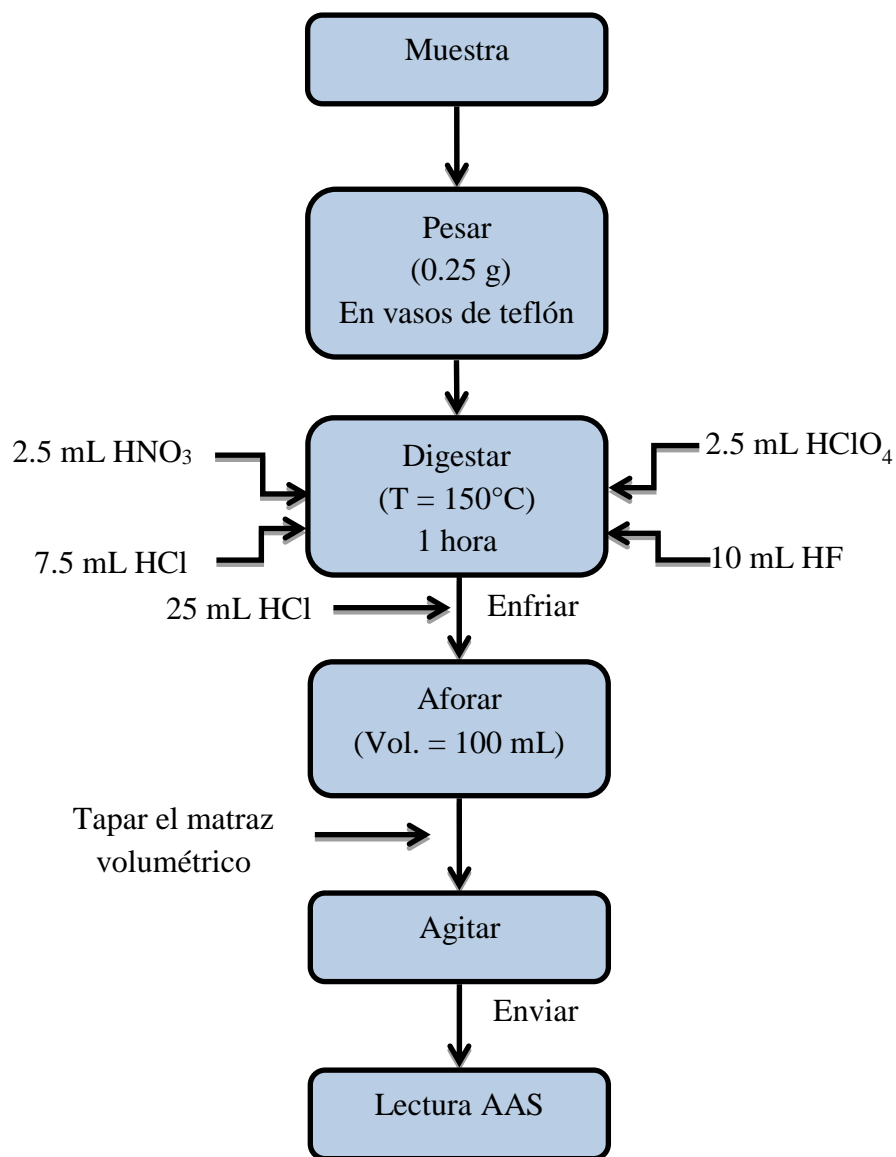 Muestra
Pesar
(0.25 g)
En vasos de teflón
2.5 mL HNO₃
2.5 mL HClO₄
Digestar
(T = 150°C)
1 hora
7.5 mL HCl
10 mL HF
25 mL HCl
Enfriar
Aforar
(Vol. = 100 mL)
Tapar el matraz
volumétrico
Agitar
Enviar
Lectura AAS